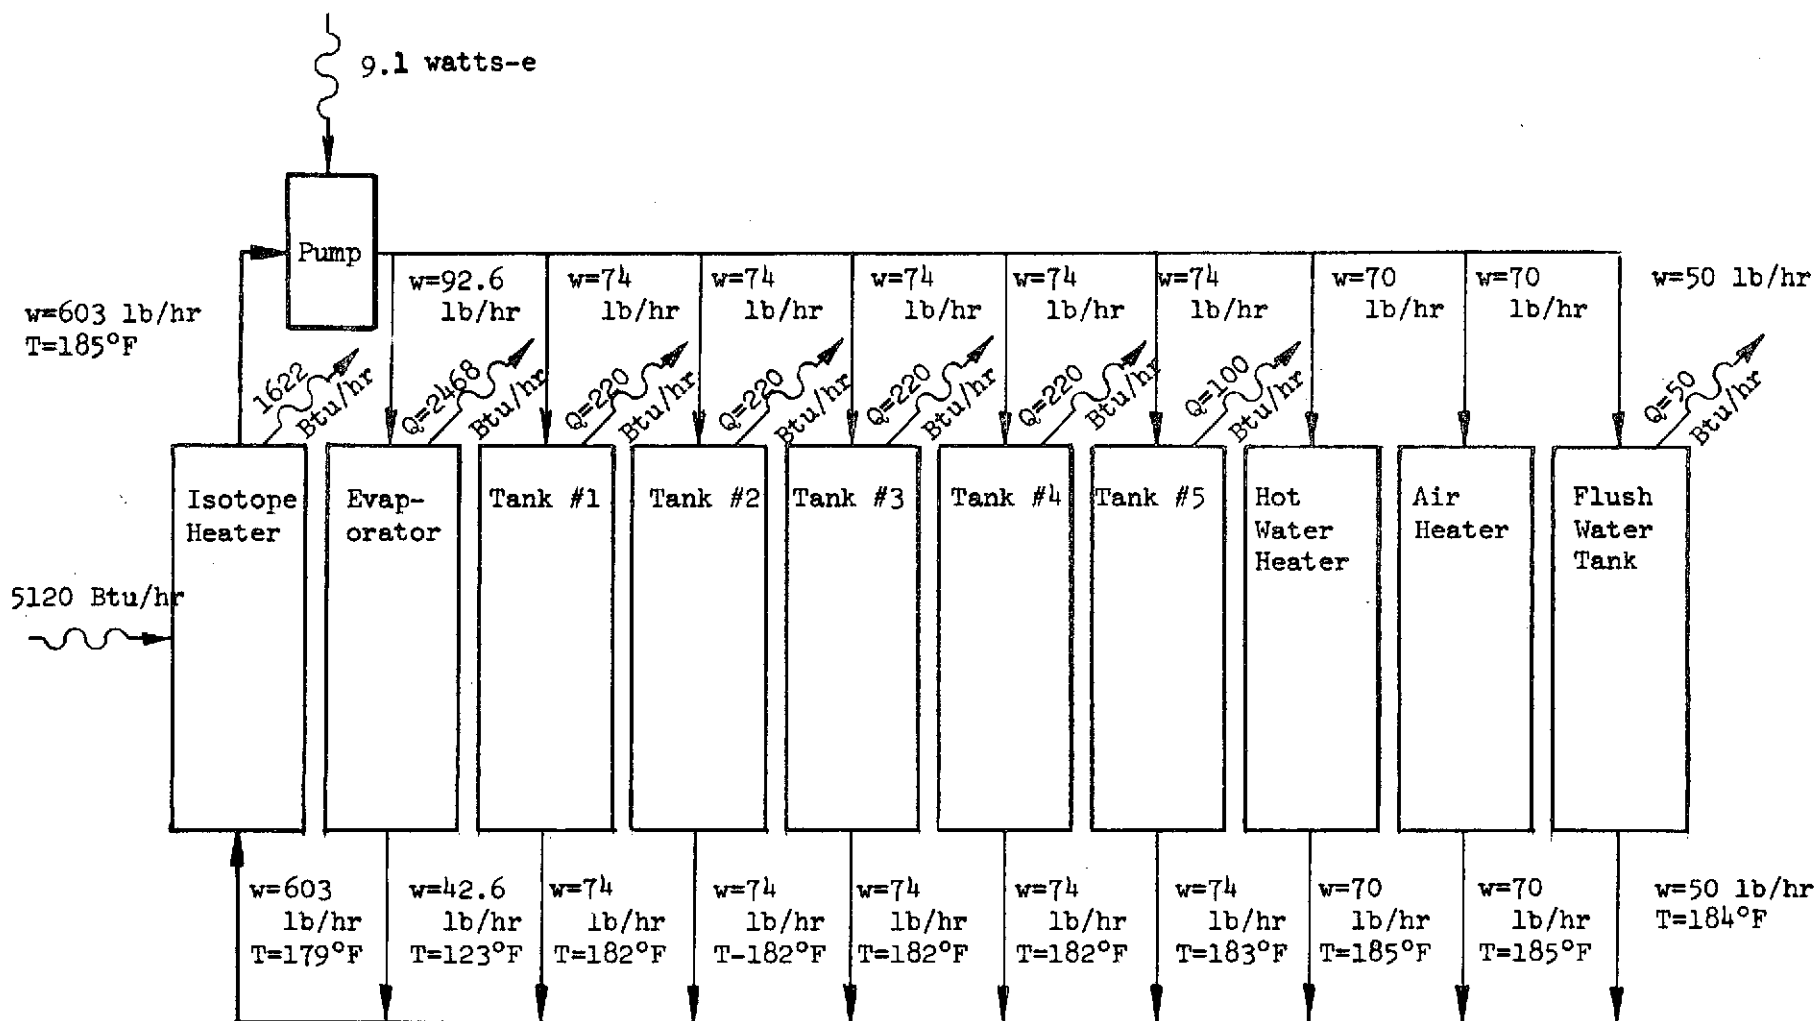 9.1 watts-e
Pump
w=603 lb/hr
T=185°F
w=92.6
lb/hr
w=74
lb/hr
w=74
lb/hr
w=74
lb/hr
w=74
lb/hr
w=74
lb/hr
w=70
lb/hr
w=70
lb/hr
w=50 lb/hr
1622
Btu/hr
Q=2468
Btu/hr
Q=220
Btu/hr
Q=220
Btu/hr
Q=220
Btu/hr
Q=220
Btu/hr
Q=100
Btu/hr
Q=50
Btu/hr
Isotope
Heater
Evap-
orator
Tank #1
Tank #2
Tank #3
Tank #4
Tank #5
Hot
Water
Heater
Air
Heater
Flush
Water
Tank
5120 Btu/hr
w=603
lb/hr
T=179°F
w=42.6
lb/hr
T=123°F
w=74
lb/hr
T=182°F
w=74
lb/hr
T-182°F
w=74
lb/hr
T=182°F
w=74
lb/hr
T=182°F
w=74
lb/hr
T=183°F
w=70
lb/hr
T=185°F
w=70
lb/hr
T=185°F
w=50 lb/hr
T=184°F